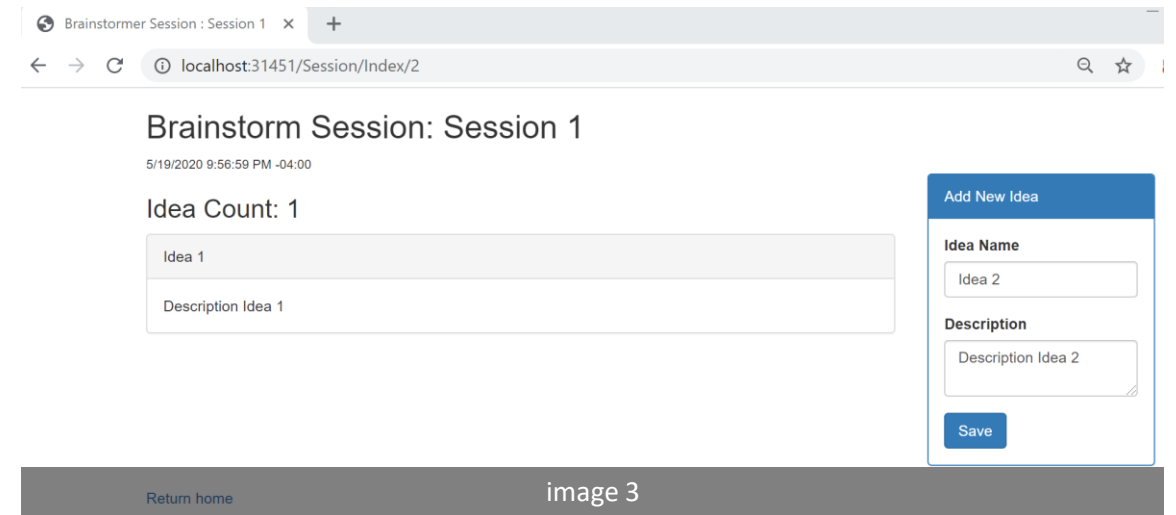 Brainstormer Session : Session 1
localhost:31451/Session/Index/2
Brainstorm Session: Session 1
5/19/2020 9:56:59 PM -04:00
Idea Count: 1
Idea 1
Description Idea 1
Add New Idea
Idea Name
Idea 2
Description
Description Idea 2
Save
Return home
image 3